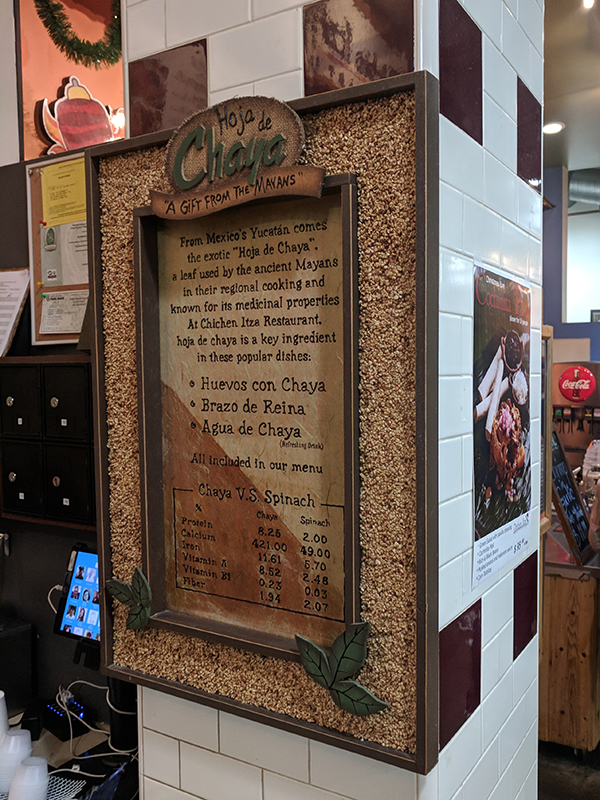 Hoja de
Chaya
"A GIFT FROM THE MAYANS"
From Mexico's Yucatán comes
the exotic "Hoja de Chaya",
a leaf used by the ancient Mayans
in their regional cooking and
known for its medicinal properties
At Chichen Itza Restaurant,
hoja de chaya is a key ingredient
in these popular dishes:
Huevos con Chaya
Brazo de Reina
Agua de Chaya
(Refreshing Drink)
All included in our menu
Chaya V.S. Spinach
% Chaya Spinach
Protein 8.25 2.00
Calcium 421.00 49.00
Iron 11.61 5.70
Vitamin A 8.52 2.48
Vitamin B1 0.23 0.03
Fiber 1.94 2.07
Coca-Cola